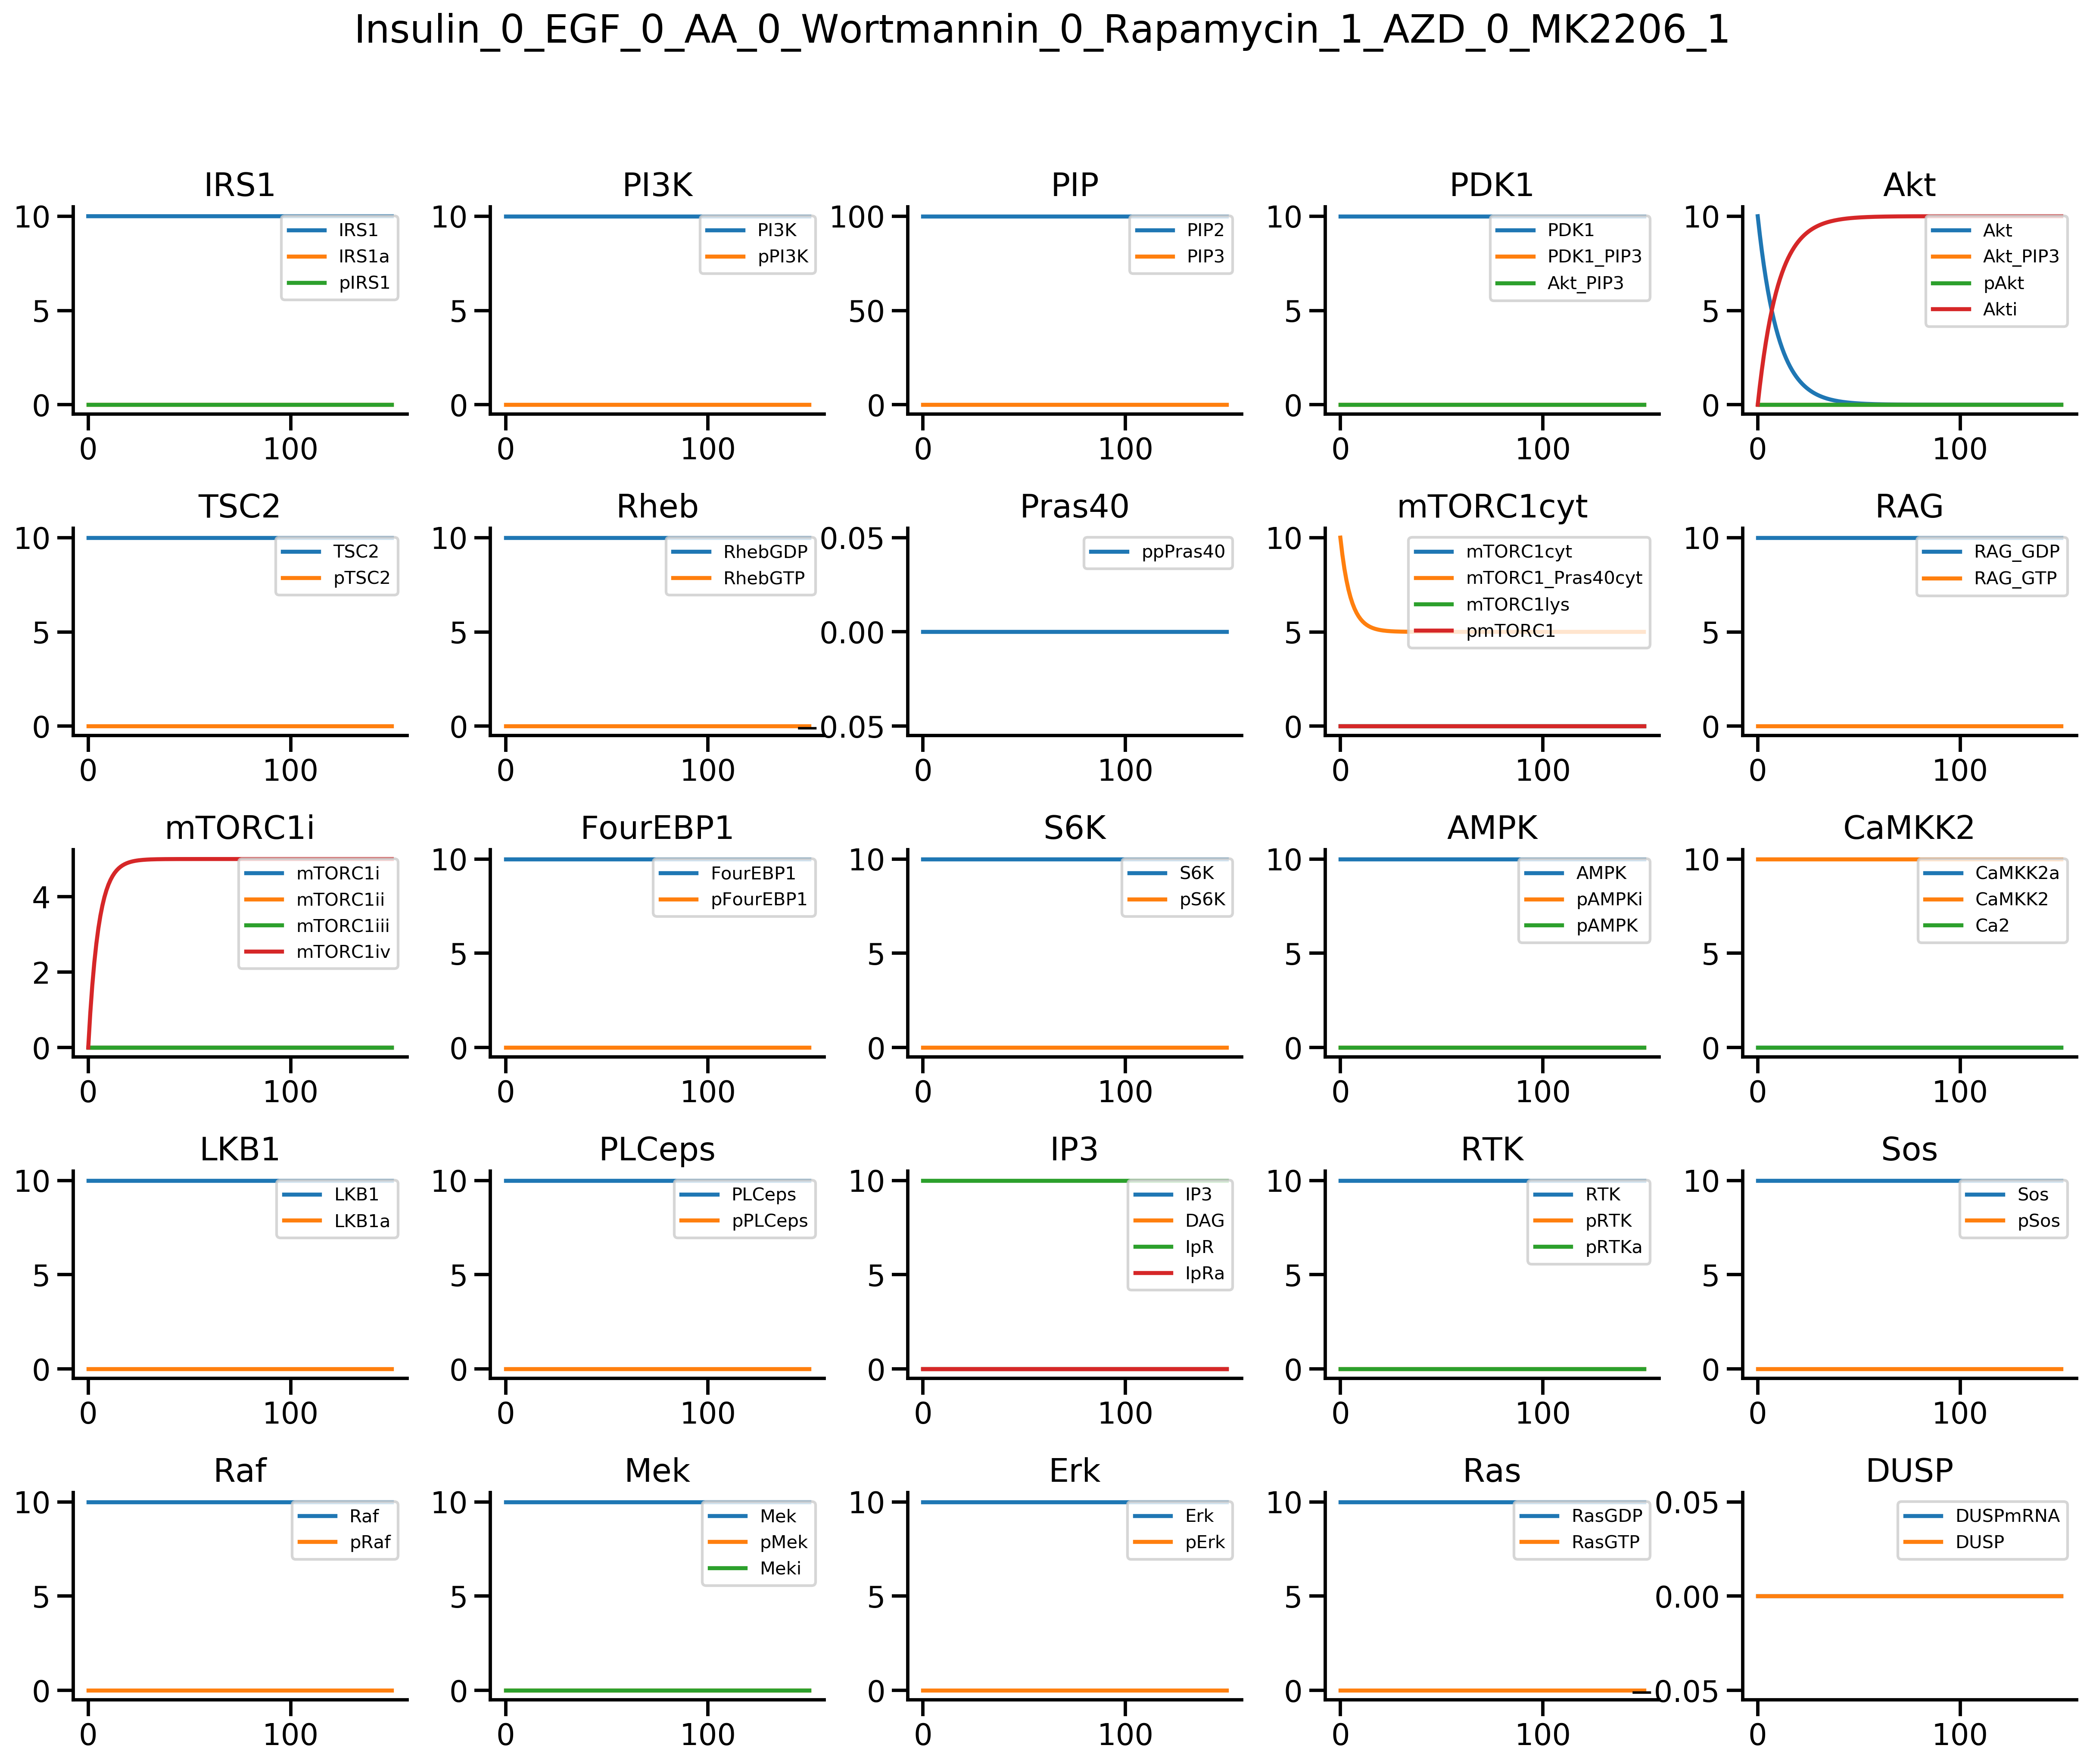 Insulin_0_EGF_0_AA_0_Wortmannin_0_Rapamycin_1_AZD_0_MK2206_1
IRS1
10
5
0
0
100
IRS1
IRS1a
pIRS1
PI3K
10
5
0
0
100
PI3K
pPI3K
PIP
100
50
0
0
100
PIP2
PIP3
PDK1
10
5
0
0
100
PDK1
PDK1_PIP3
Akt_PIP3
Akt
10
5
0
0
100
Akt
Akt_PIP3
pAkt
Akti
TSC2
10
5
0
0
100
TSC2
pTSC2
Rheb
10
5
0
0
100
RhebGDP
RhebGTP
Pras40
0.05
0.00
−0.05
0
100
ppPras40
mTORC1cyt
10
5
0
0
100
mTORC1cyt
mTORC1_Pras40cyt
mTORC1lys
pmTORC1
RAG
10
5
0
0
100
RAG_GDP
RAG_GTP
mTORC1i
4
2
0
0
100
mTORC1i
mTORC1ii
mTORC1iii
mTORC1iv
FourEBP1
10
5
0
0
100
FourEBP1
pFourEBP1
S6K
10
5
0
0
100
S6K
pS6K
AMPK
10
5
0
0
100
AMPK
pAMPKi
pAMPK
CaMKK2
10
5
0
0
100
CaMKK2a
CaMKK2
Ca2
LKB1
10
5
0
0
100
LKB1
LKB1a
PLCeps
10
5
0
0
100
PLCeps
pPLCeps
IP3
10
5
0
0
100
IP3
DAG
IpR
IpRa
RTK
10
5
0
0
100
RTK
pRTK
pRTKa
Sos
10
5
0
0
100
Sos
pSos
Raf
10
5
0
0
100
Raf
pRaf
Mek
10
5
0
0
100
Mek
pMek
Meki
Erk
10
5
0
0
100
Erk
pErk
Ras
10
5
0
0
100
RasGDP
RasGTP
DUSP
0.05
0.00
−0.05
0
100
DUSPmRNA
DUSP